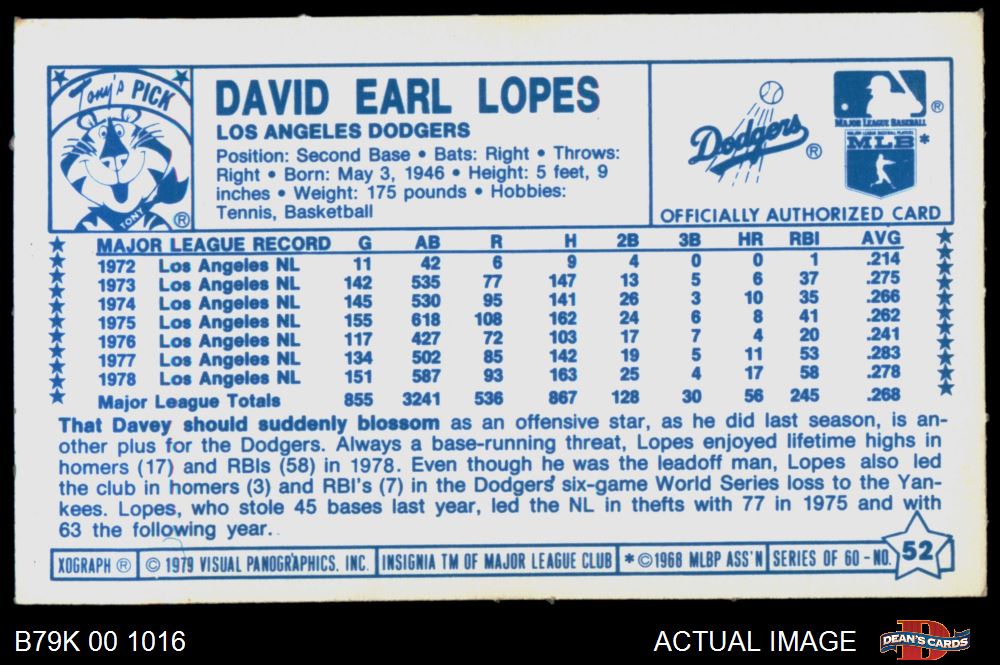 Tony's PICK
TONY ®
DAVID EARL LOPES
LOS ANGELES DODGERS
Position: Second Base • Bats: Right • Throws:
Right • Born: May 3, 1946 • Height: 5 feet, 9
inches • Weight: 175 pounds • Hobbies:
Tennis, Basketball
Dodgers ®
® MAJOR LEAGUE BASEBALL
MAJOR LEAGUE BASEBALL PLAYERS
MLB *
OFFICIALLY AUTHORIZED CARD
MAJOR LEAGUE RECORD G AB R H 2B 3B HR RBI AVG
1972 Los Angeles NL 11 42 6 9 4 0 0 1 .214
1973 Los Angeles NL 142 535 77 147 13 5 6 37 .275
1974 Los Angeles NL 145 530 95 141 26 3 10 35 .266
1975 Los Angeles NL 155 618 108 162 24 6 8 41 .262
1976 Los Angeles NL 117 427 72 103 17 7 4 20 .241
1977 Los Angeles NL 134 502 85 142 19 5 11 53 .283
1978 Los Angeles NL 151 587 93 163 25 4 17 58 .278
Major League Totals 855 3241 536 867 128 30 56 245 .268
That Davey should suddenly blossom as an offensive star, as he did last season, is an-
other plus for the Dodgers. Always a base-running threat, Lopes enjoyed lifetime highs in
homers (17) and RBIs (58) in 1978. Even though he was the leadoff man, Lopes also led
the club in homers (3) and RBI's (7) in the Dodgers' six-game World Series loss to the Yan-
kees. Lopes, who stole 45 bases last year, led the NL in thefts with 77 in 1975 and with
63 the following year.
XOGRAPH ® © 1979 VISUAL PANOGRAPHICS, INC. INSIGNIA TM OF MAJOR LEAGUE CLUB * ©1968 MLBP ASS'N SERIES OF 60 - NO. 52
B79K 00 1016 ACTUAL IMAGE DEAN'S CARDS